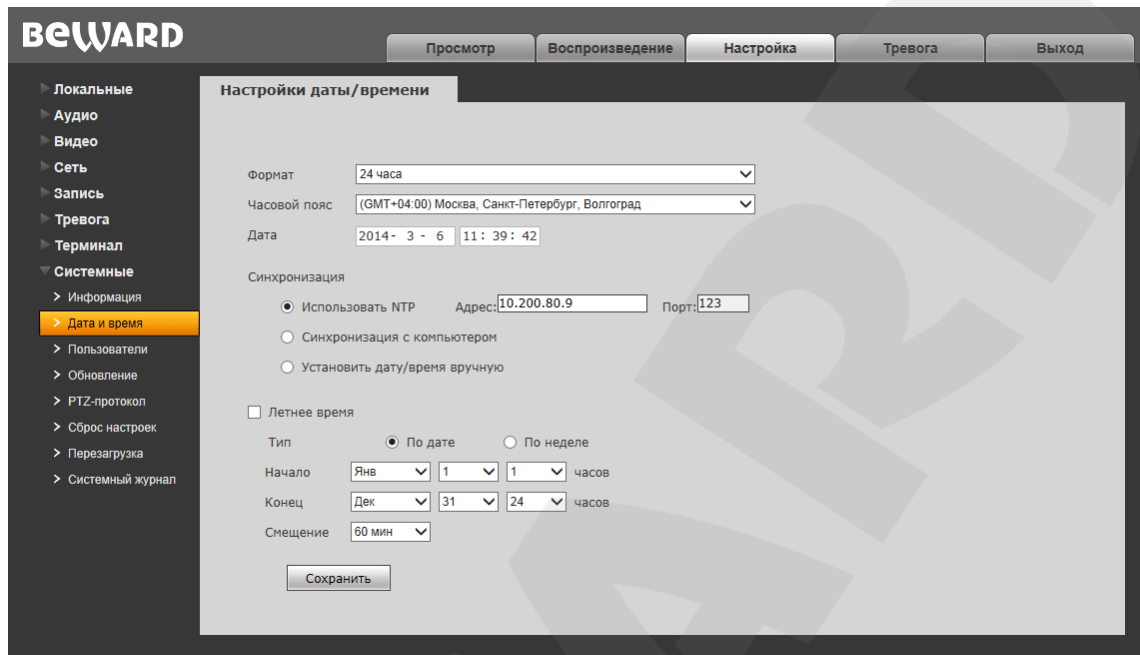 BEWARD
Просмотр Воспроизведение Настройка Тревога Выход
Локальные
Аудио
Видео
Сеть
Запись
Тревога
Терминал
Системные
> Информация
> Дата и время
> Пользователи
> Обновление
> PTZ-протокол
> Сброс настроек
> Перезагрузка
> Системный журнал
Настройки даты/времени
Формат 24 часа
Часовой пояс (GMT+04:00) Москва, Санкт-Петербург, Волгоград
Дата 2014- 3 - 6 11: 39: 42
Синхронизация
Использовать NTP Адрес:10.200.80.9 Порт:123
Синхронизация с компьютером
Установить дату/время вручную
Летнее время
Тип По дате По неделе
Начало Янв 1 1 часов
Конец Дек 31 24 часов
Смещение 60 мин
Сохранить